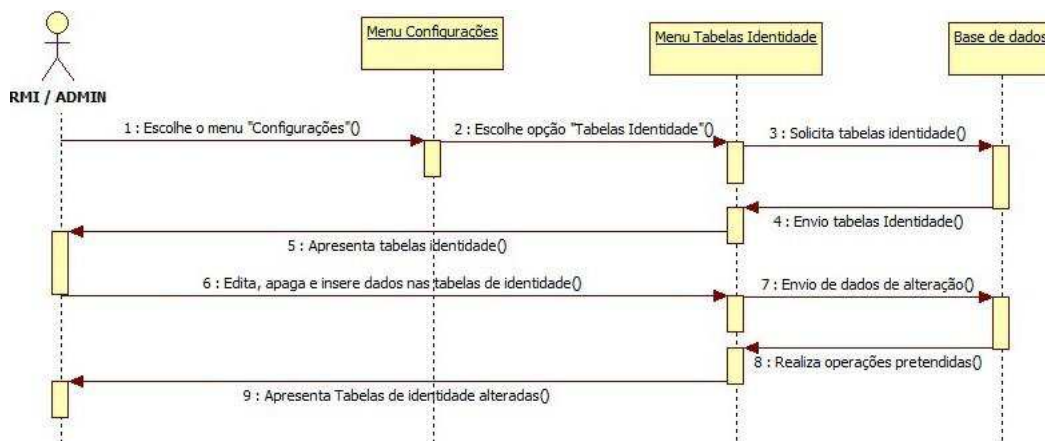 Menu Configurações
Menu Tabelas Identidade
Base de dados
RMI / ADMIN
1 : Escolhe o menu "Configurações"()
2 : Escolhe opção "Tabelas Identidade"()
3 : Solicita tabelas identidade()
4 : Envio tabelas Identidade()
5 : Apresenta tabelas identidade()
6 : Edita, apaga e insere dados nas tabelas de identidade()
7 : Envio de dados de alteração()
8 : Realiza operações pretendidas()
9 : Apresenta Tabelas de identidade alteradas()